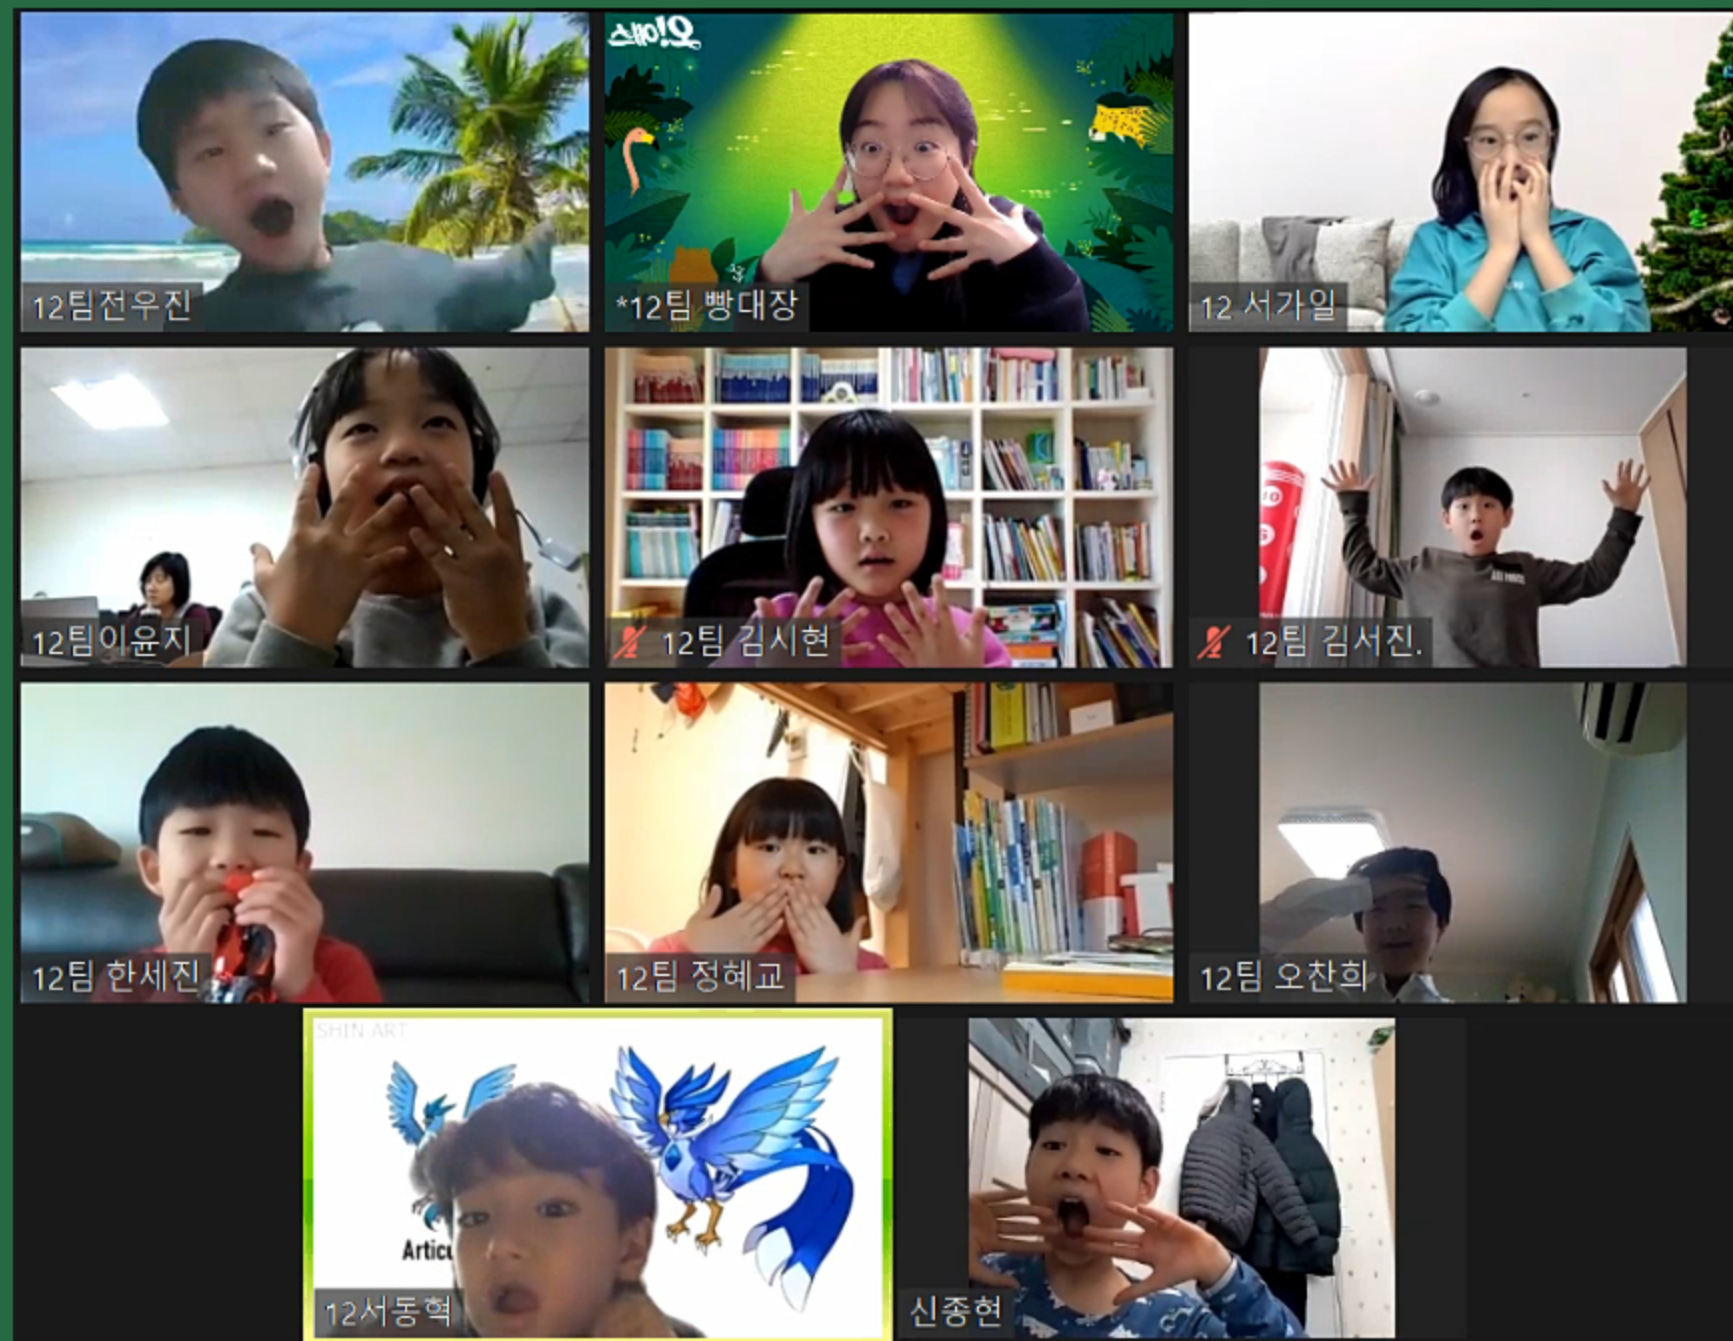 오!애스
12팀전우진
*12팀 빵대장
12 서가일
12팀이윤지
12팀 김시현
12팀 김서진.
12팀 한세진
12팀 정혜교
12팀 오찬희
SHIN ART
12서동혁
신종현